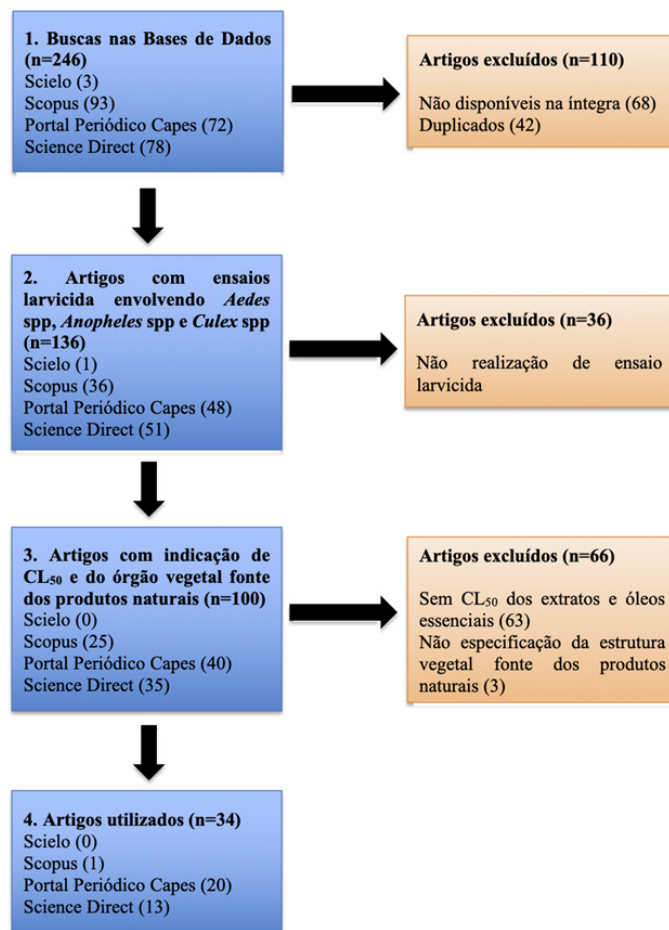 1. Buscas nas Bases de Dados
(n=246)
Scielo (3)
Scopus (93)
Portal Periódico Capes (72)
Science Direct (78)
Artigos excluídos (n=110)
Não disponíveis na íntegra (68)
Duplicados (42)
2. Artigos com ensaios
larvicida envolvendo Aedes
spp, Anopheles spp e Culex spp
(n=136)
Scielo (1)
Scopus (36)
Portal Periódico Capes (48)
Science Direct (51)
Artigos excluídos (n=36)
Não realização de ensaio
larvicida
3. Artigos com indicação de
CL₅₀ e do órgão vegetal fonte
dos produtos naturais (n=100)
Scielo (0)
Scopus (25)
Portal Periódico Capes (40)
Science Direct (35)
Artigos excluídos (n=66)
Sem CL₅₀ dos extratos e óleos
essenciais (63)
Não especificação da estrutura
vegetal fonte dos produtos
naturais (3)
4. Artigos utilizados (n=34)
Scielo (0)
Scopus (1)
Portal Periódico Capes (20)
Science Direct (13)